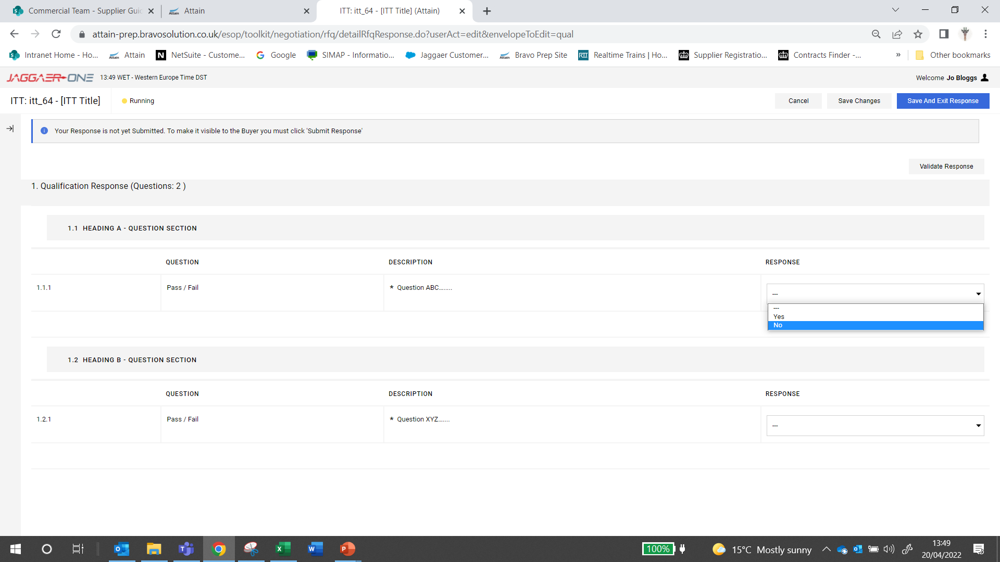 Commercial Team - Supplier Guid
Attain
ITT: itt_64 - [ITT Title] (Attain)
attain-prep.bravosolution.co.uk/esop/toolkit/negotiation/rfq/detailRfqResponse.do?userAct=edit&envelopeToEdit=qual
Intranet Home - Ho...
Attain
NetSuite - Custome...
Google
SIMAP - Informatio...
Jaggaer Customer...
Bravo Prep Site
Realtime Trains | Ho...
Supplier Registratio...
Contracts Finder -...
»
Other bookmarks
JAGGAER ONE
13:49 WET - Western Europe Time DST
Welcome Jo Bloggs
ITT: itt_64 - [ITT Title]
Running
Cancel
Save Changes
Save And Exit Response
Your Response is not yet Submitted. To make it visible to the Buyer you must click 'Submit Response'
Validate Response
1. Qualification Response (Questions: 2 )
1.1 HEADING A - QUESTION SECTION
QUESTION
DESCRIPTION
RESPONSE
1.1.1
Pass / Fail
* Question ABC........
---
---
Yes
No
1.2 HEADING B - QUESTION SECTION
QUESTION
DESCRIPTION
RESPONSE
1.2.1
Pass / Fail
* Question XYZ.......
---
100%
15°C Mostly sunny
13:49
20/04/2022